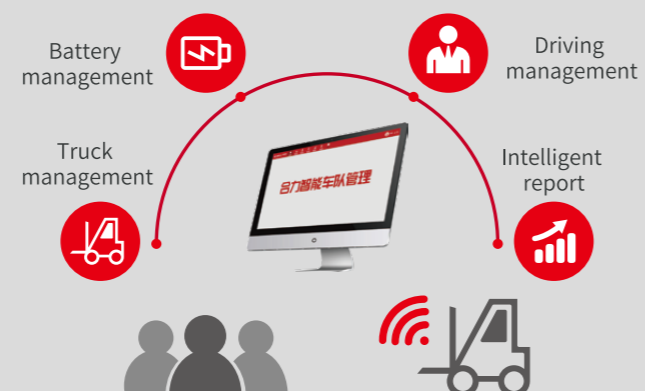 Battery
management
Driving
management
Truck
management
Intelligent
report
合力智能车队管理